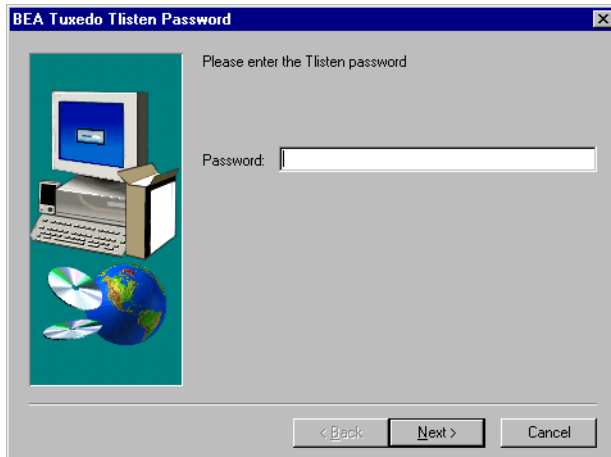 BEA Tuxedo Tlisten Password
Please enter the Tlisten password
Password:
< Back
Next >
Cancel